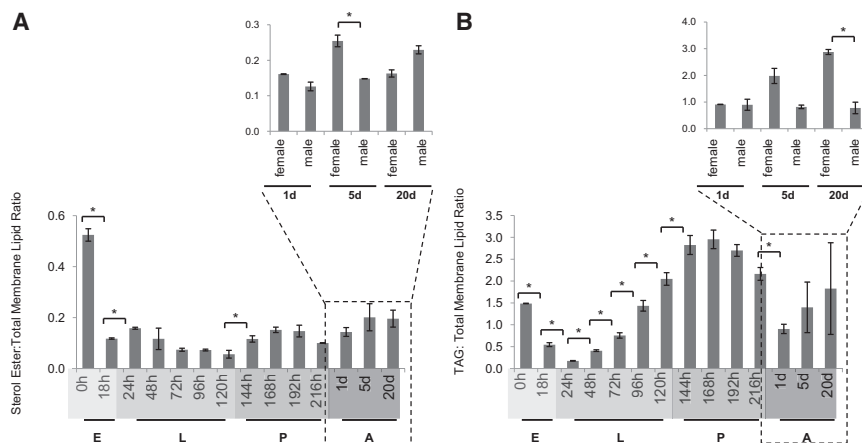 A
0.3
0.2
0.1
0.0
*
female
male
female
male
female
male
1d
5d
20d
Sterol Ester:Total Membrane Lipid Ratio
0.6
0.4
0.2
0.0
*
*
*
0h
18h
24h
48h
72h
96h
120h
144h
168h
192h
216h
1d
5d
20d
E
L
P
A
B
4.0
3.0
2.0
1.0
0.0
*
female
male
female
male
female
male
1d
5d
20d
TAG: Total Membrane Lipid Ratio
3.5
3.0
2.5
2.0
1.5
1.0
0.5
0.0
*
*
*
*
*
*
*
*
0h
18h
24h
48h
72h
96h
120h
144h
168h
192h
216h
1d
5d
20d
E
L
P
A